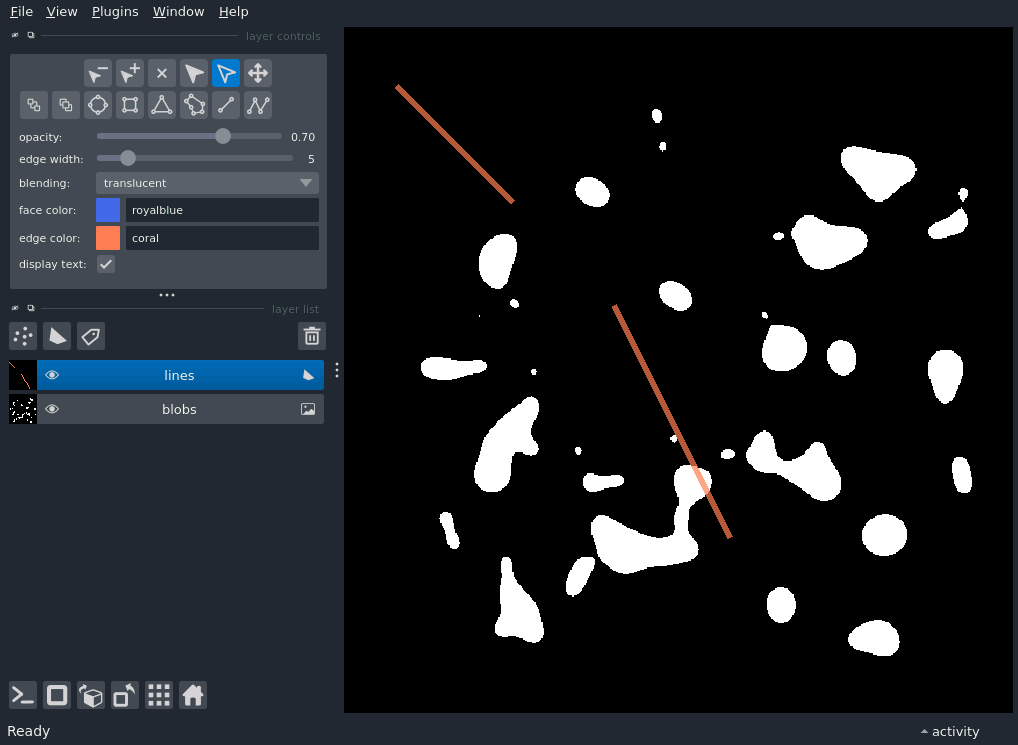 File View Plugins Window Help
layer controls
opacity: 0.70
edge width: 5
blending: translucent
face color: royalblue
edge color: coral
display text:
layer list
lines
blobs
Ready activity